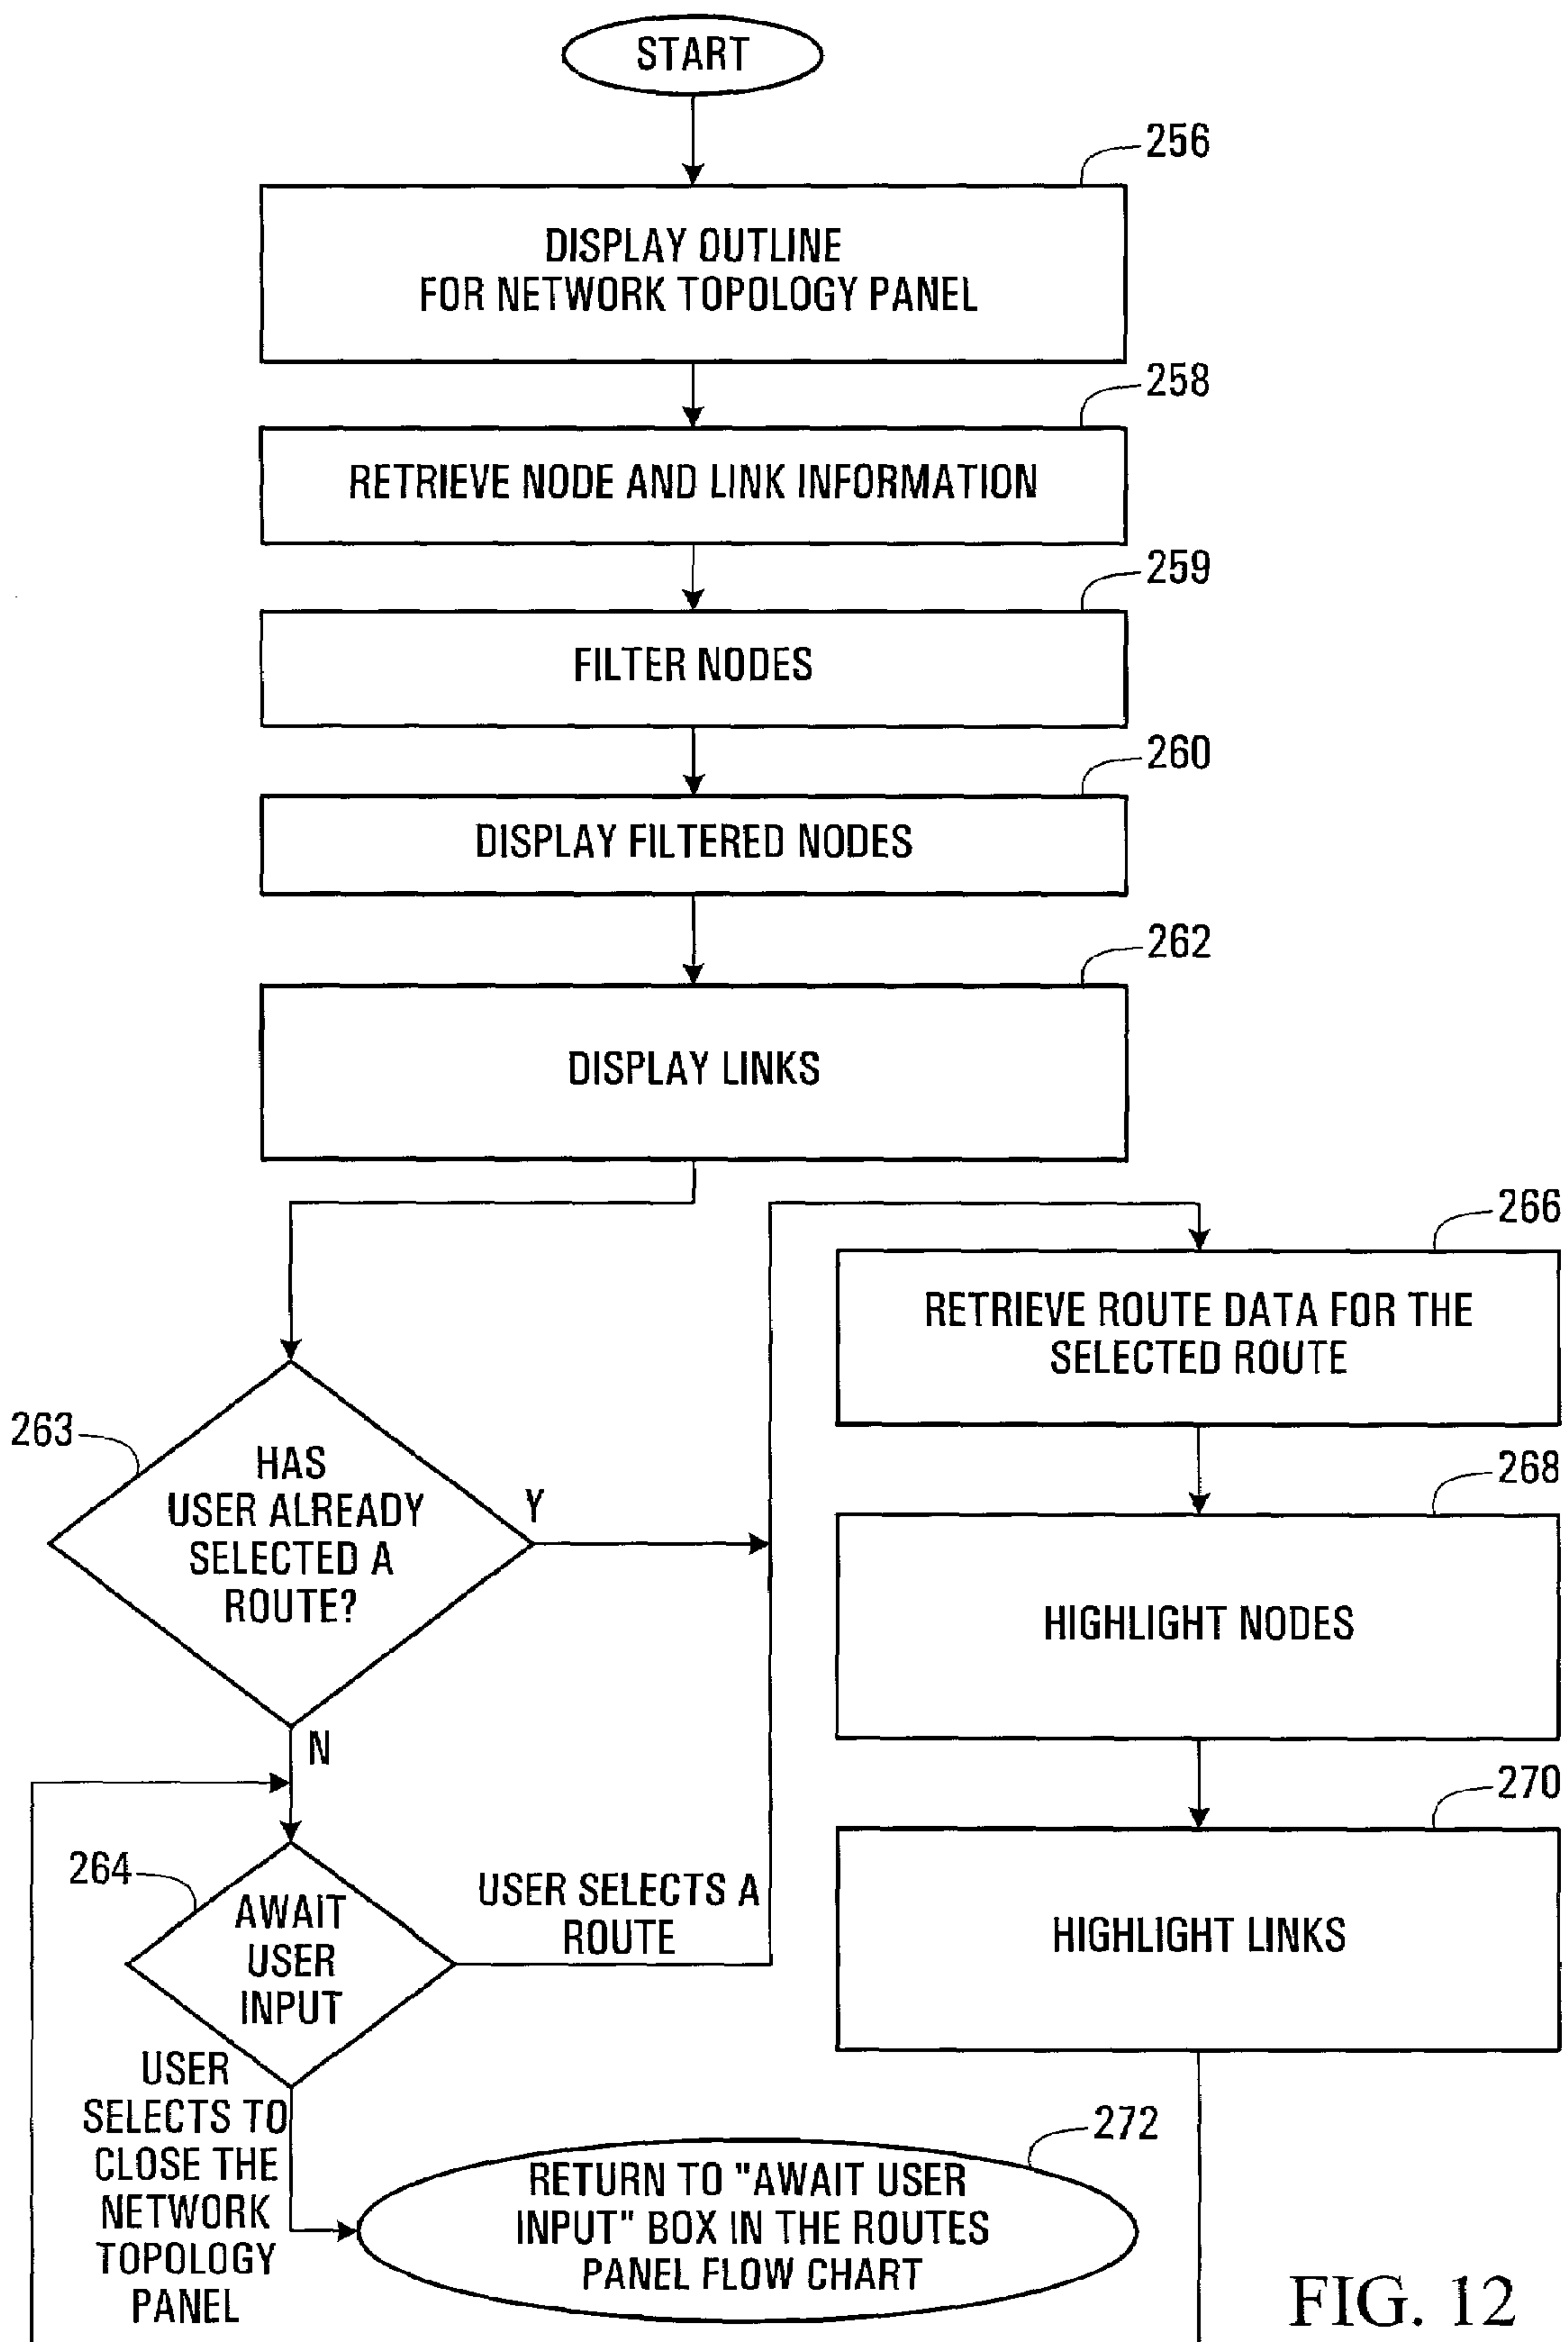 START
256
DISPLAY OUTLINE
FOR NETWORK TOPOLOGY PANEL
258
RETRIEVE NODE AND LINK INFORMATION
259
FILTER NODES
260
DISPLAY FILTERED NODES
262
DISPLAY LINKS
266
RETRIEVE ROUTE DATA FOR THE
SELECTED ROUTE
263
HAS
USER ALREADY
SELECTED A
ROUTE?
Y
N
268
HIGHLIGHT NODES
270
HIGHLIGHT LINKS
264
AWAIT
USER
INPUT
USER SELECTS A
ROUTE
USER
SELECTS TO
CLOSE THE
NETWORK
TOPOLOGY
PANEL
272
RETURN TO "AWAIT USER
INPUT" BOX IN THE ROUTES
PANEL FLOW CHART
FIG. 12